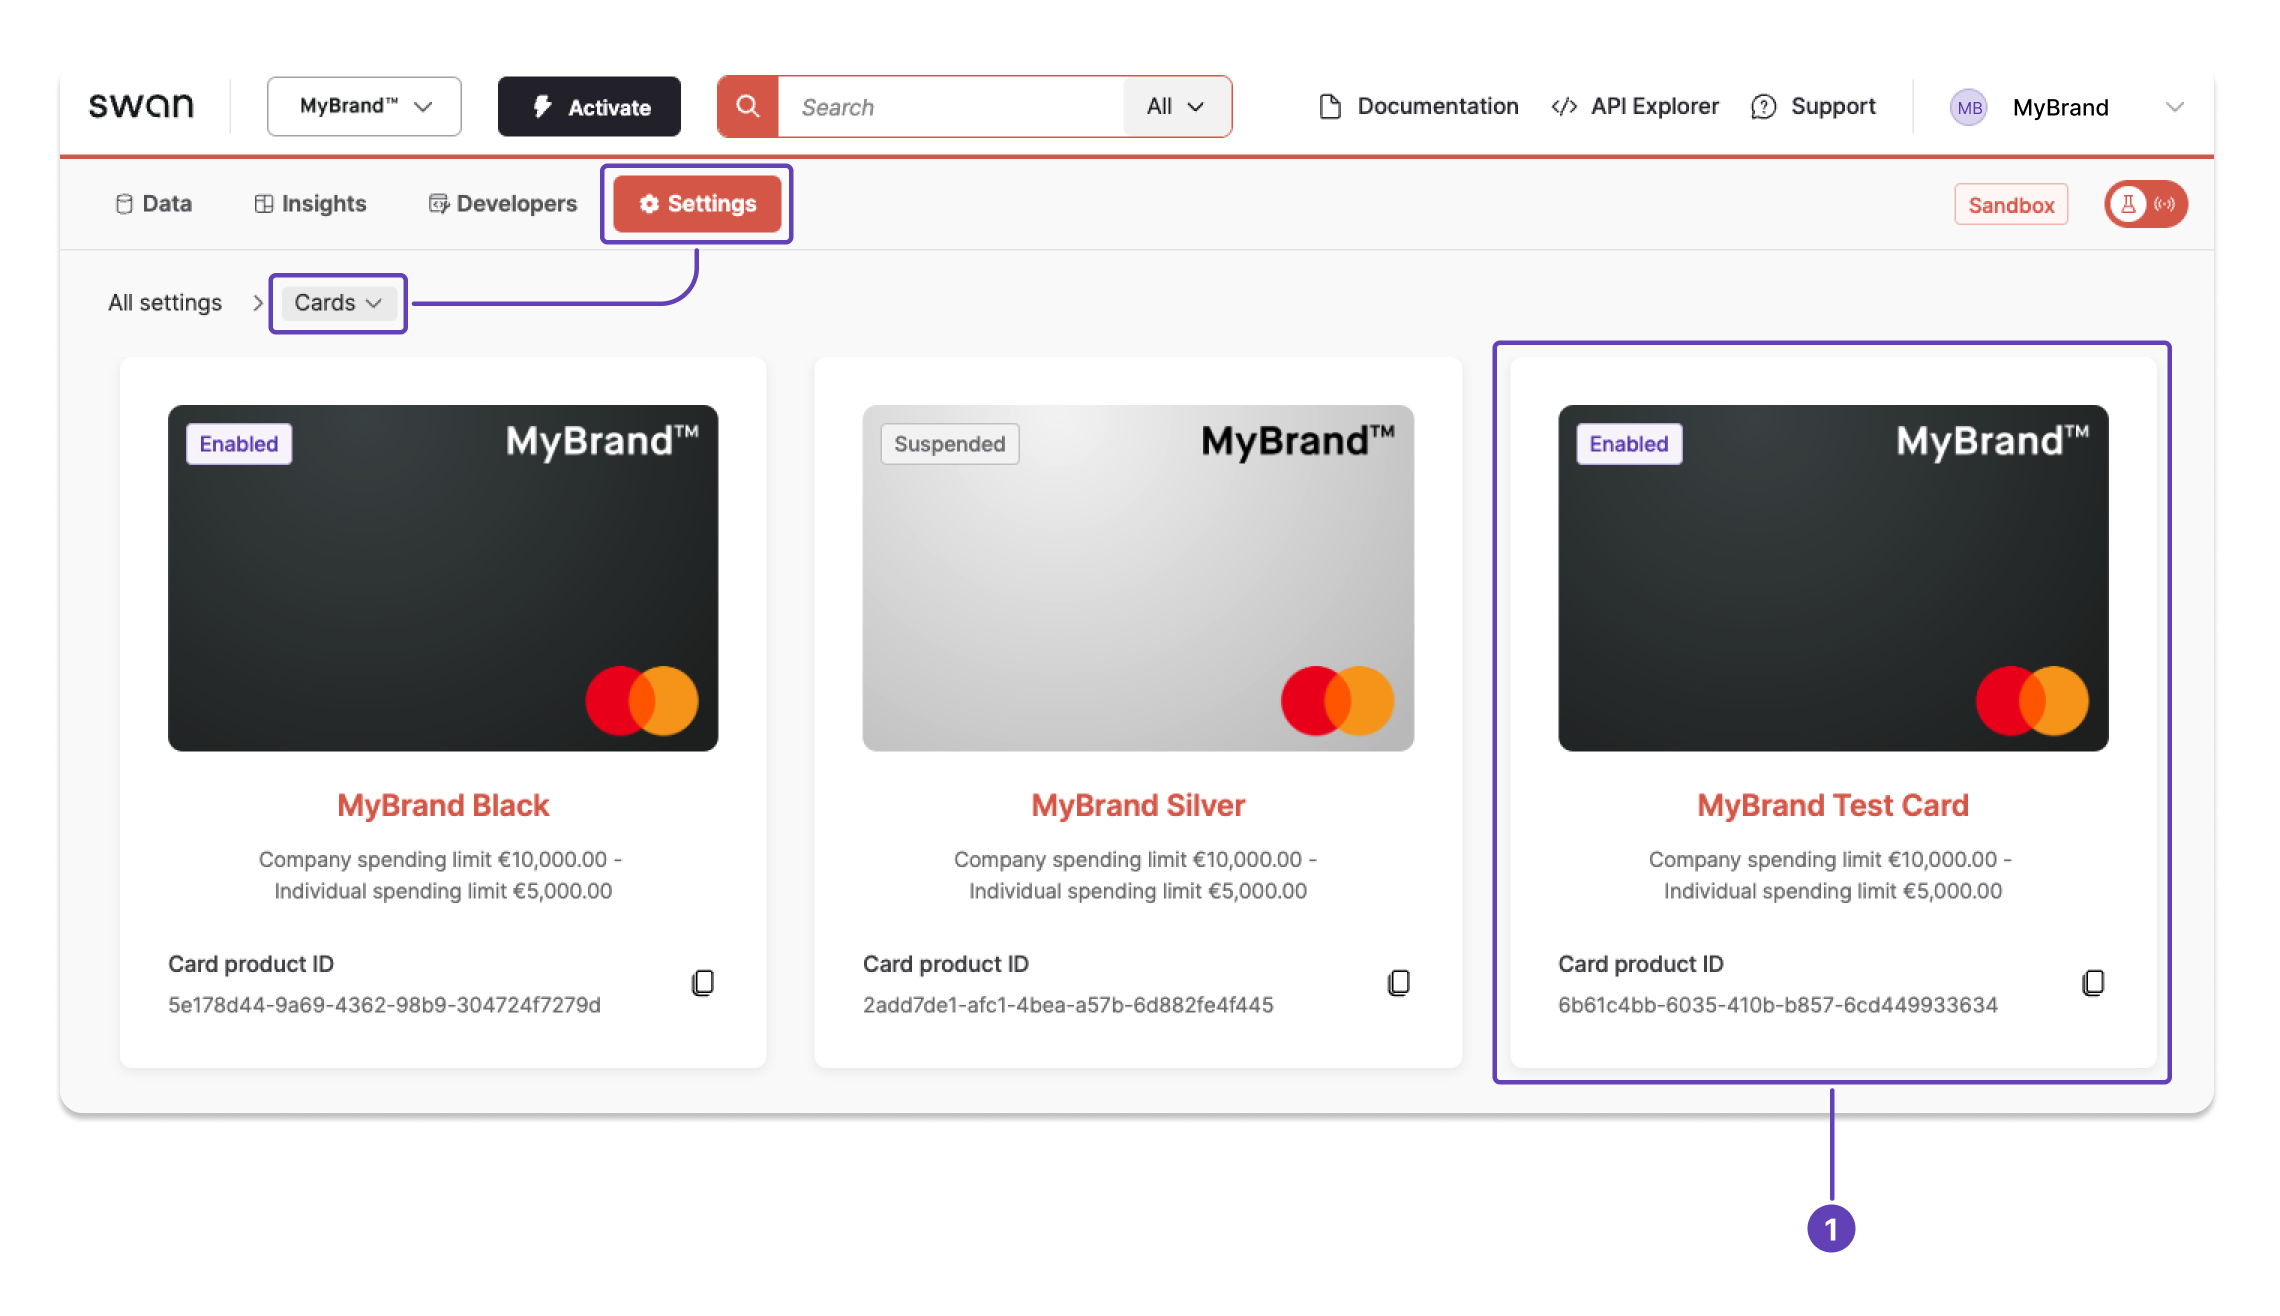 swan
MyBrand™
Activate
Search
All
Documentation
API Explorer
Support
MB
MyBrand
Data
Insights
Developers
Settings
Sandbox
All settings
Cards
Enabled
MyBrand™
MyBrand Black
Company spending limit €10,000.00 -
Individual spending limit €5,000.00
Card product ID
5e178d44-9a69-4362-98b9-304724f7279d
Suspended
MyBrand™
MyBrand Silver
Company spending limit €10,000.00 -
Individual spending limit €5,000.00
Card product ID
2add7de1-afc1-4bea-a57b-6d882fe4f445
Enabled
MyBrand™
MyBrand Test Card
Company spending limit €10,000.00 -
Individual spending limit €5,000.00
Card product ID
6b61c4bb-6035-410b-b857-6cd449933634
1